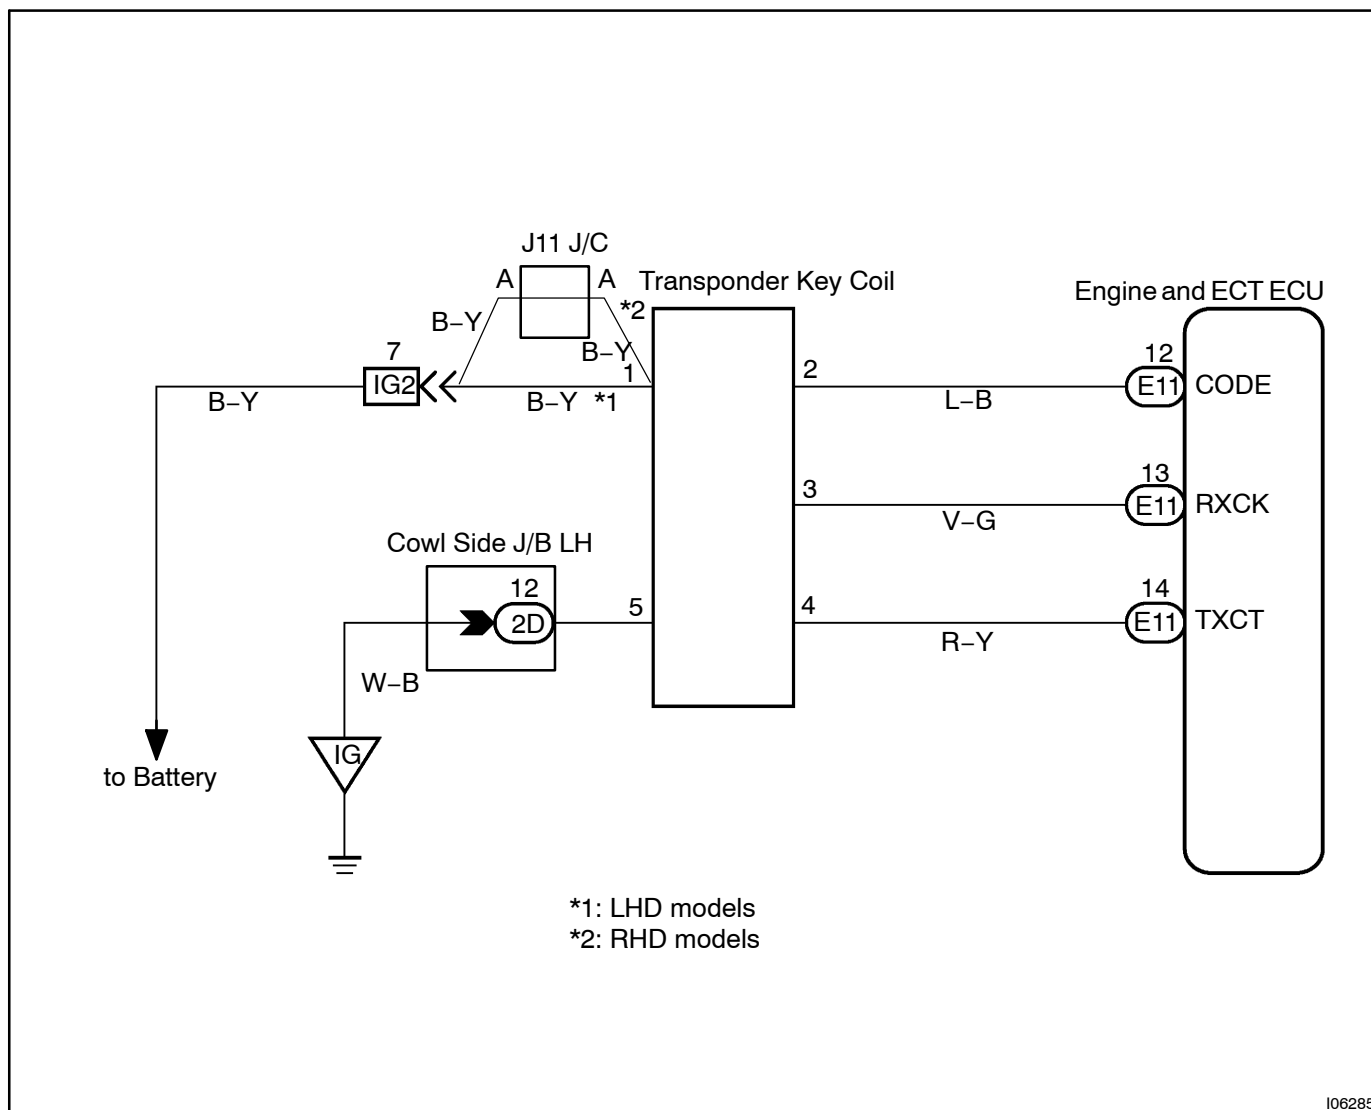 J11 J/C
A A
Transponder Key Coil
Engine and ECT ECU
*2
B–Y
B–Y
7
IG2
1
2
12
E11 CODE
B–Y
B–Y *1
L–B
3
13
E11 RXCK
V–G
Cowl Side J/B LH
12
2D
5
4
14
E11 TXCT
R–Y
W–B
IG
to Battery
*1: LHD models
*2: RHD models
I06285